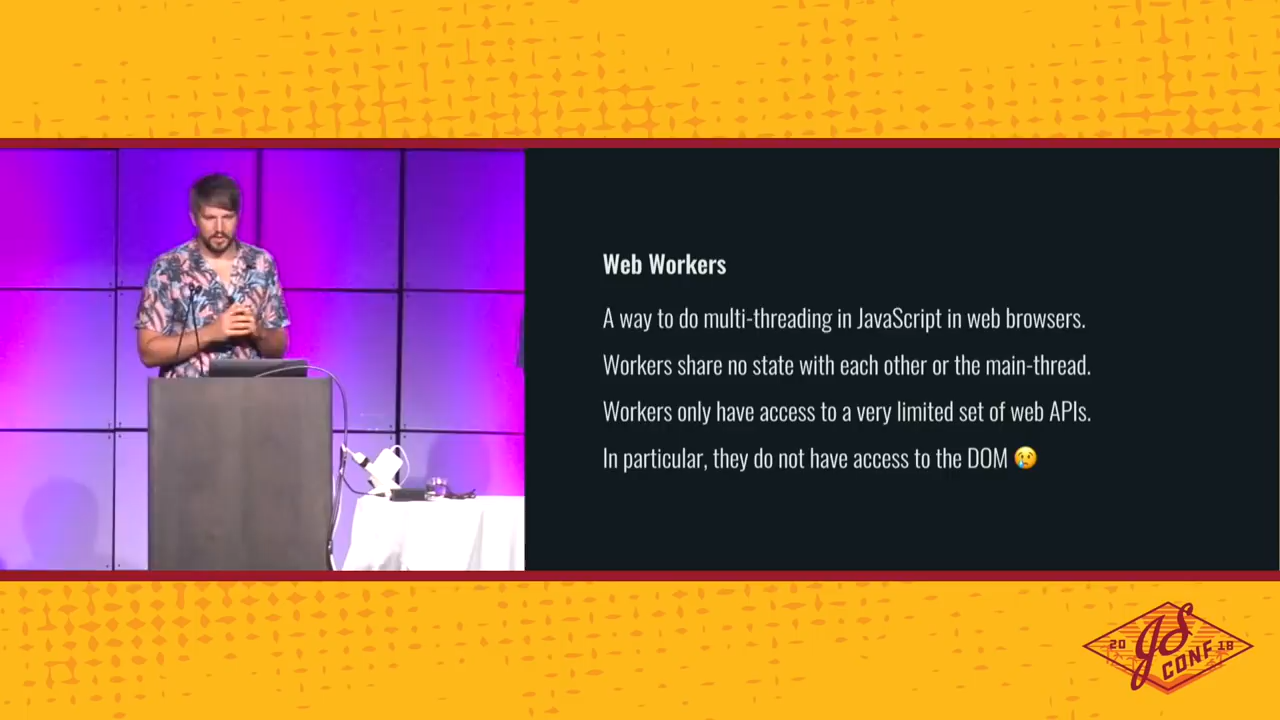 Web Workers
A way to do multi-threading in JavaScript in web browsers.
Workers share no state with each other or the main-thread.
Workers only have access to a very limited set of web APIs.
In particular, they do not have access to the DOM 😢
20 JS CONF 18